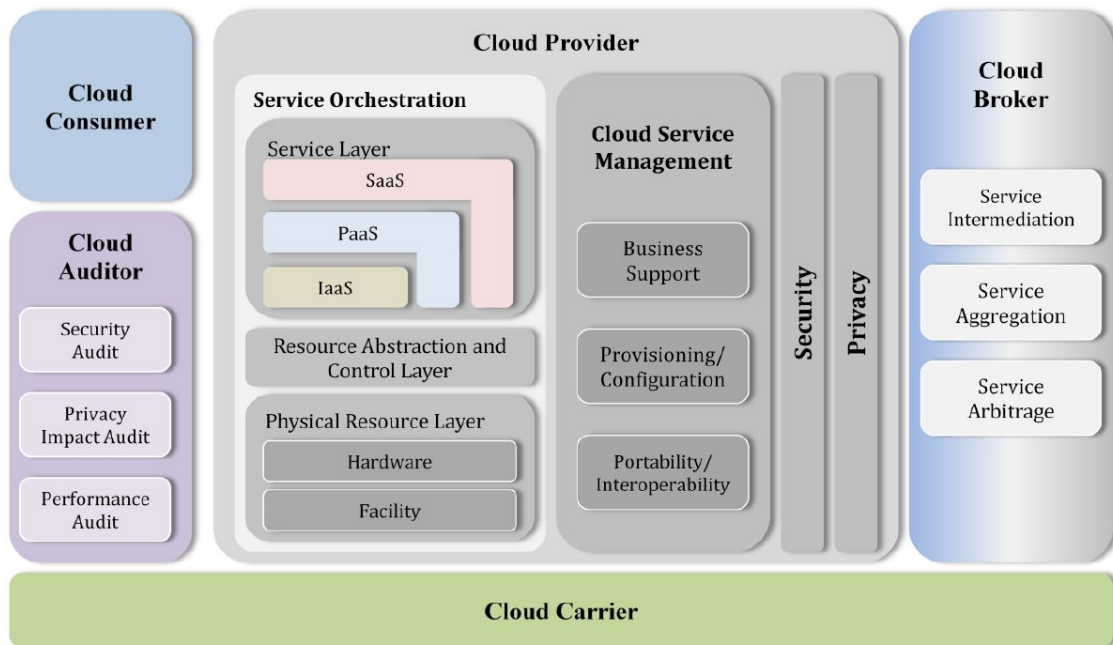 Cloud
Consumer
Cloud
Auditor
Security
Audit
Privacy
Impact Audit
Performance
Audit
Cloud Provider
Service Orchestration
Service Layer
SaaS
PaaS
IaaS
Resource Abstraction and
Control Layer
Physical Resource Layer
Hardware
Facility
Cloud Service
Management
Business
Support
Provisioning/
Configuration
Portability/
Interoperability
Security
Privacy
Cloud
Broker
Service
Intermediation
Service
Aggregation
Service
Arbitrage
Cloud Carrier